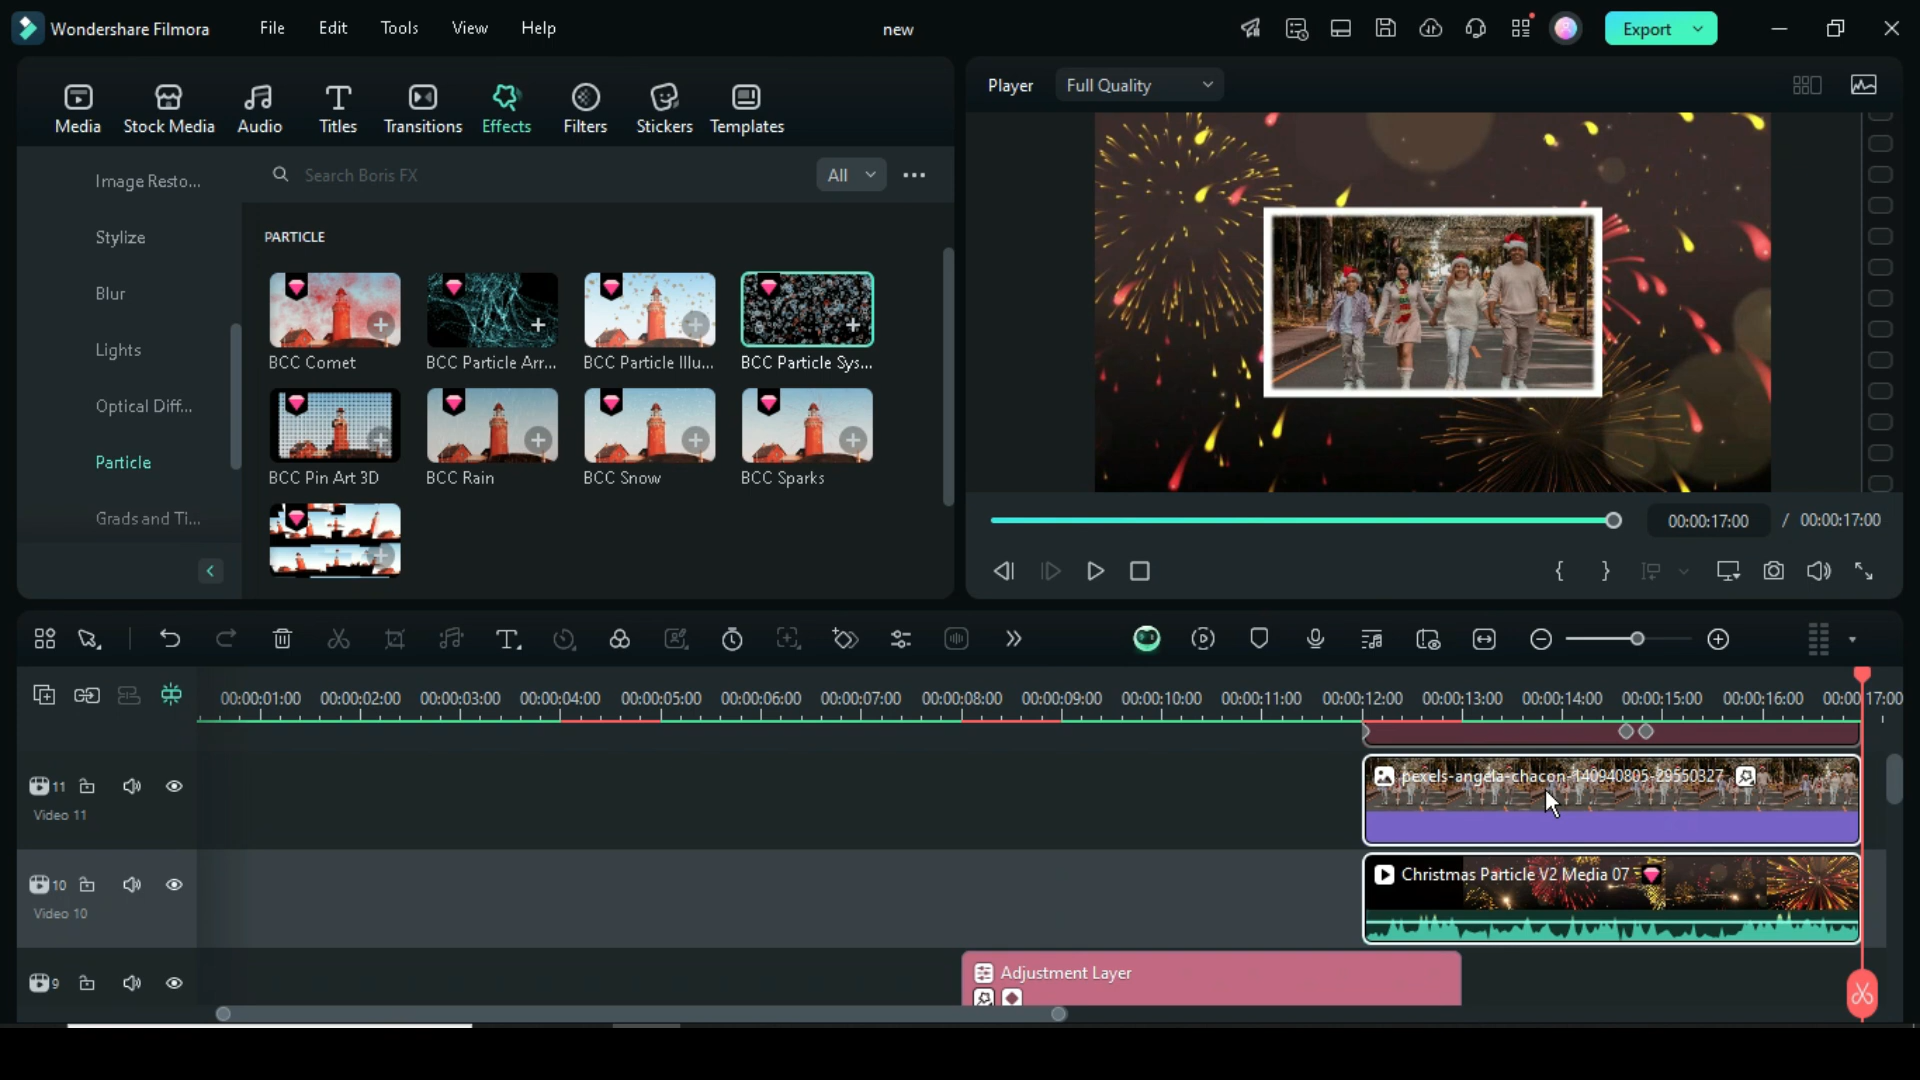 Wondershare Filmora
File
Edit
Tools
View
Help
new
Export
Media
Stock Media
Audio
Titles
Transitions
Effects
Filters
Stickers
Templates
Player
Full Quality
Image Resto...
Stylize
Blur
Lights
Optical Diff...
Particle
Grads and Ti...
Search Boris FX
All
PARTICLE
BCC Comet
BCC Particle Arr...
BCC Particle Illu...
BCC Particle Sys...
BCC Pin Art 3D
BCC Rain
BCC Snow
BCC Sparks
00:00:17:00 / 00:00:17:00
00:00:01:00 00:00:02:00 00:00:03:00 00:00:04:00 00:00:05:00 00:00:06:00 00:00:07:00 00:00:08:00 00:00:09:00 00:00:10:00 00:00:11:00 00:00:12:00 00:00:13:00 00:00:14:00 00:00:15:00 00:00:16:00 00:00:17:00
11
Video 11
pexels-angela-chacon-140940805-29550327
10
Video 10
Christmas Particle V2 Media 07
9
Adjustment Layer